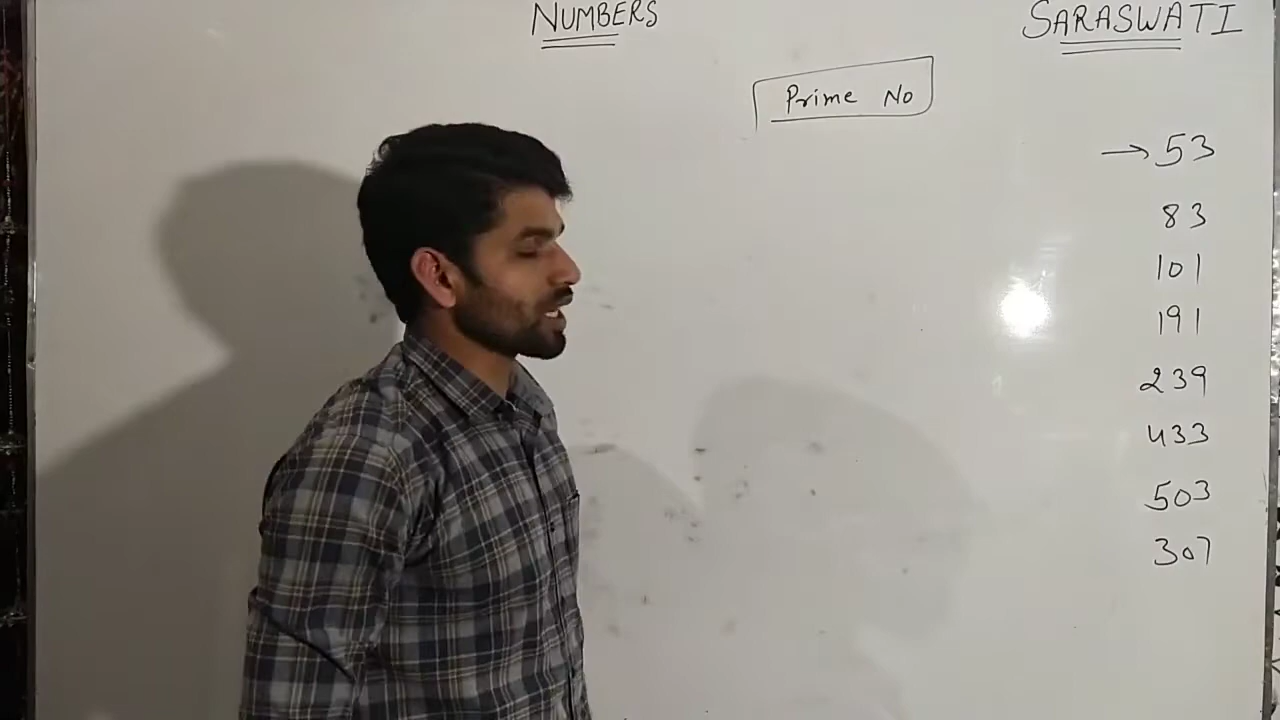 NUMBERS
SARASWATI
Prime No
→ 53
83
101
191
239
433
503
307